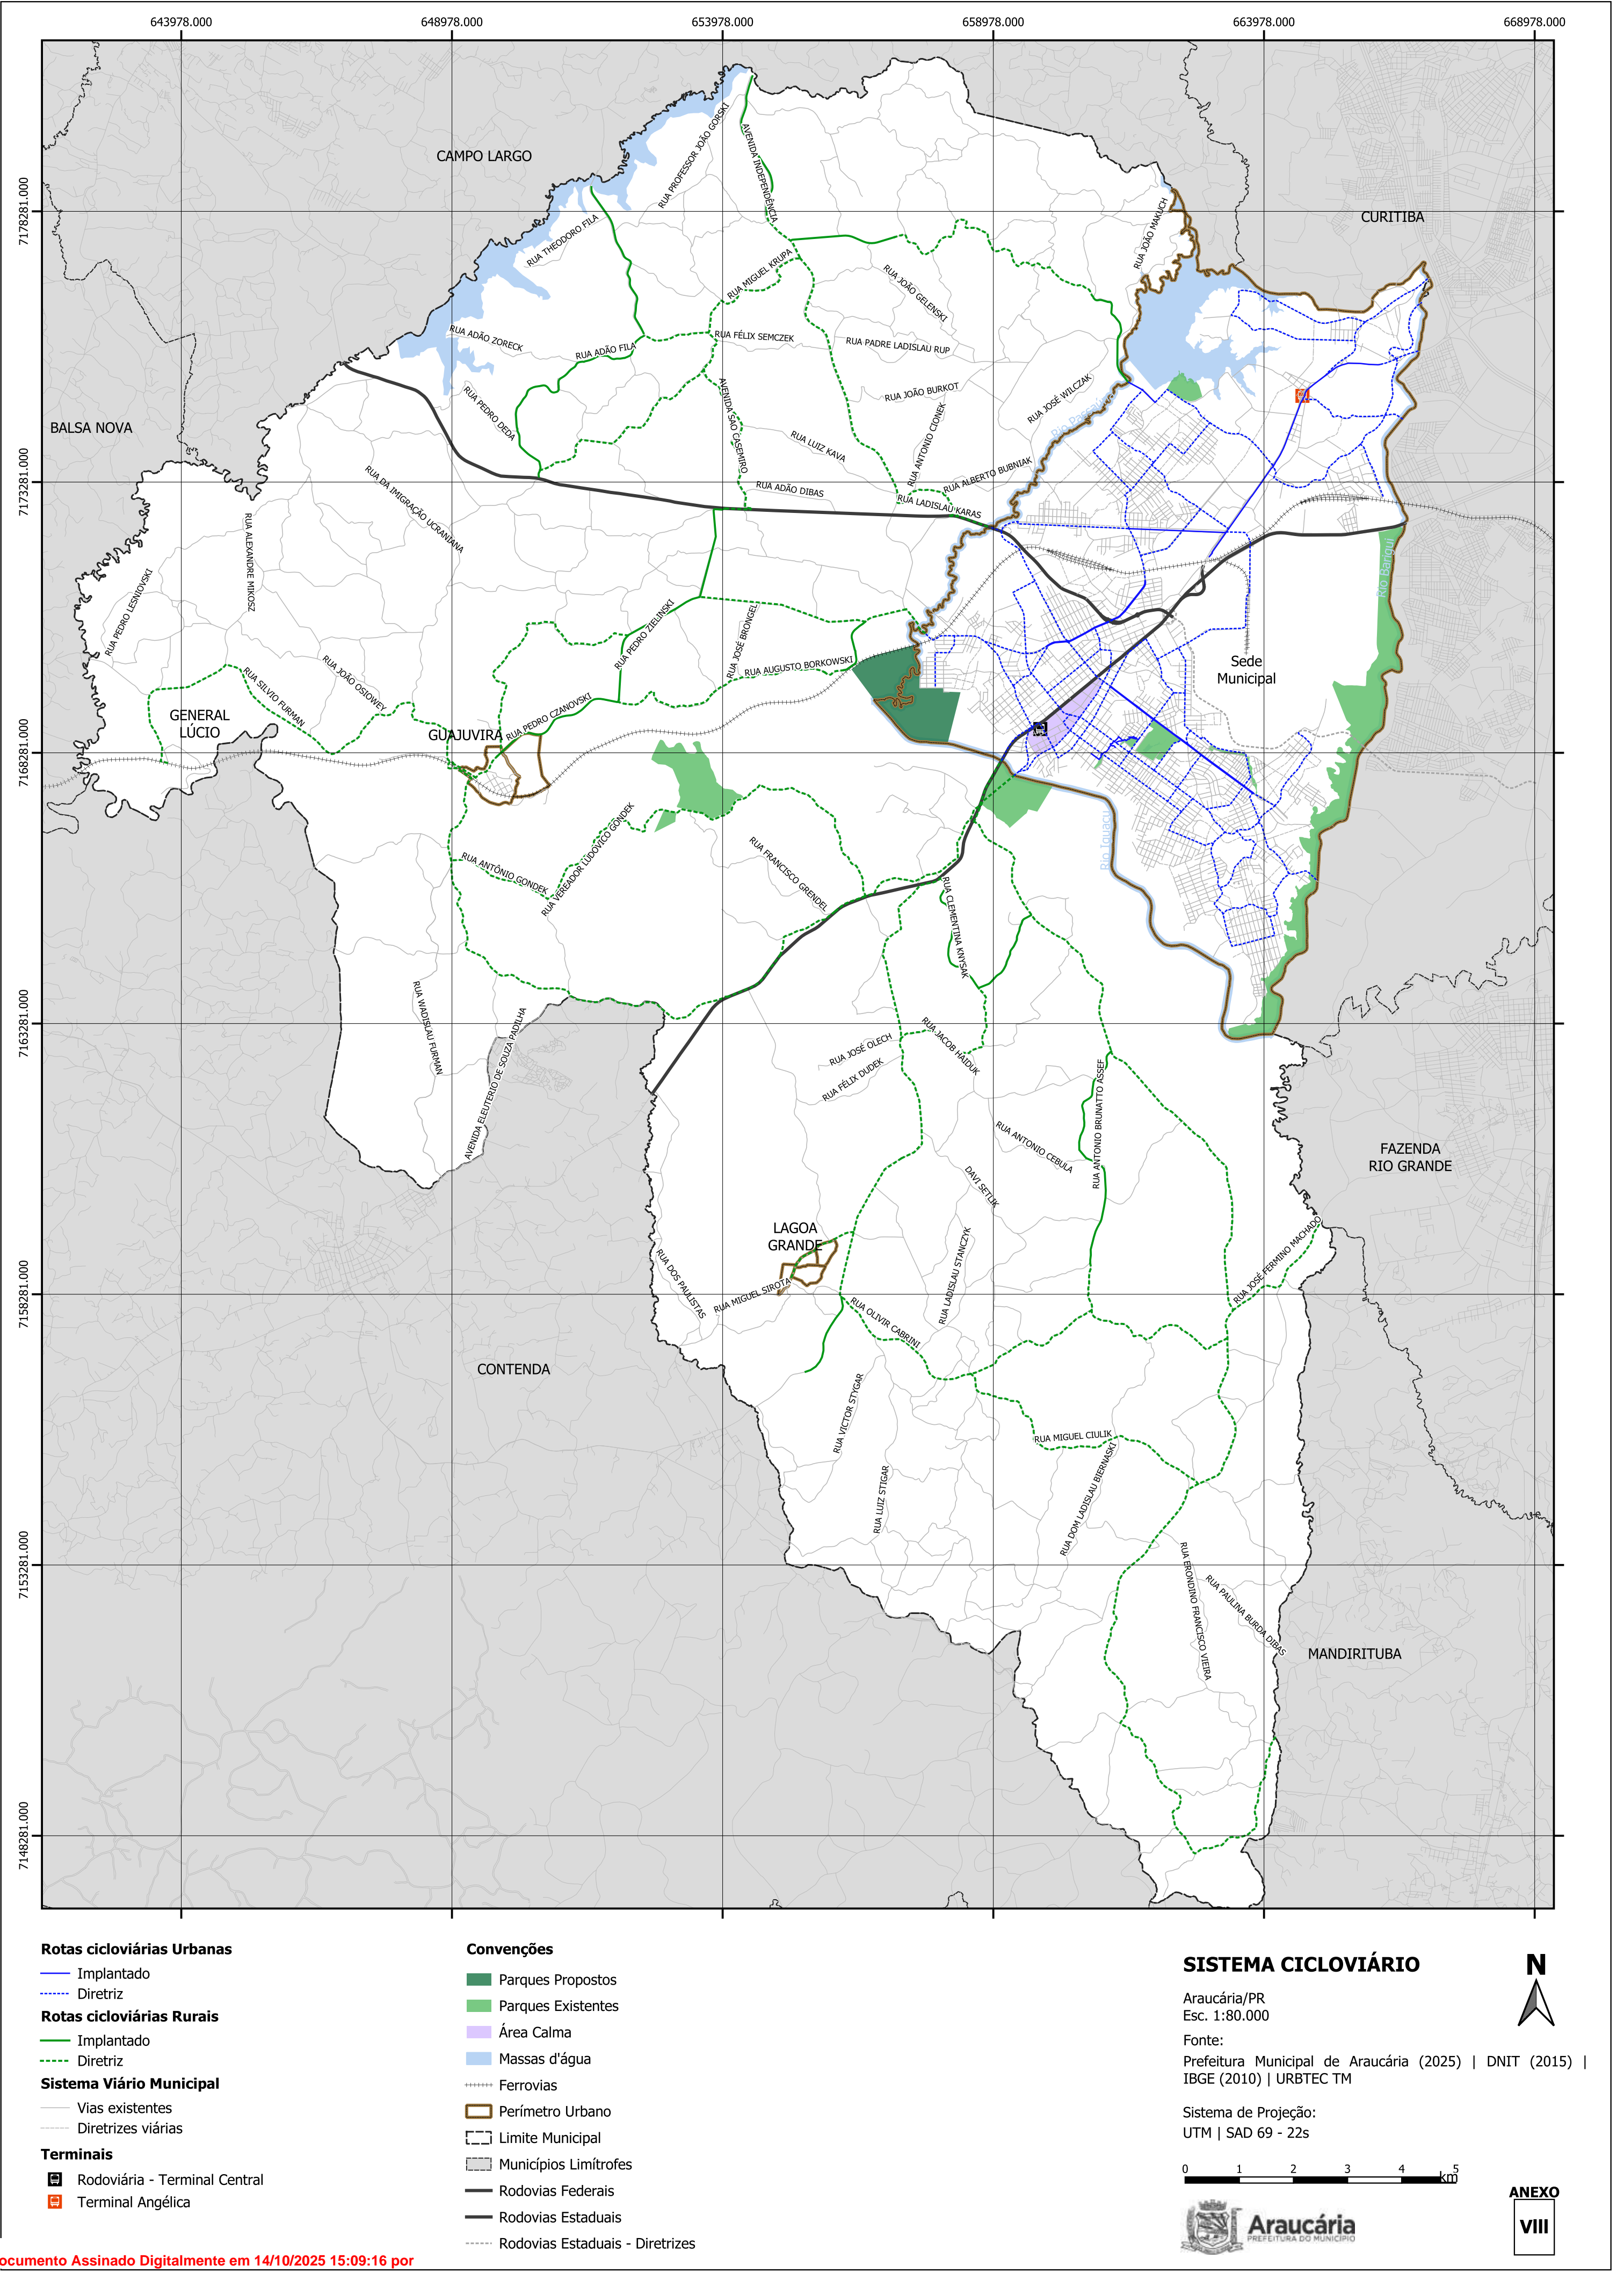 643978.000
648978.000
653978.000
658978.000
663978.000
668978.000
7178281.000
7173281.000
7168281.000
7163281.000
7158281.000
7153281.000
7148281.000
CAMPO LARGO
CURITIBA
BALSA NOVA
RUA PROFESSOR JOÃO GORSKI
AVENIDA INDEPENDÊNCIA
RUA THEODORO FILA
RUA JOÃO MAKUCH
RUA MIGUEL KRUPA
RUA JOÃO GELENSKI
RUA ADÃO ZORECK
RUA ADÃO FILA
RUA FÉLIX SEMCZEK
RUA PADRE LADISLAU RUP
RUA PEDRO DEDA
AVENIDA SAO CASEMIRO
RUA JOÃO BURKOT
RUA JOSÉ WILCZAK
RUA ANTONIO CIONEK
RUA LUIZ KAVA
Rio Passaúna
RUA DA IMIGRAÇÃO UCRANIANA
RUA ADÃO DIBAS
RUA ALBERTO BUBNIAK
RUA LADISLAU KARAS
RUA ALEXANDRE MIKOSZ
RUA PEDRO LESNIOVSKI
Rio Barigui
RUA PEDRO ZIELINSKI
RUA JOSÉ BRONGEL
RUA AUGUSTO BORKOWSKI
Sede
Municipal
RUA SILVIO FURMAN
RUA JOÃO OSIOWEY
GENERAL
LÚCIO
GUAJUVIRA
RUA PEDRO CZANOVSKI
RUA ANTÔNIO GONDEK
RUA VEREADOR LUDOVICO GONDEK
RUA FRANCISCO GRENDEL
Rio Iguaçu
RUA CLEMENTINA KNYSAK
RUA WADISLAU FURMAN
AVENIDA ELEUTERIO DE SOUZA PADILHA
RUA JOSÉ OLECH
RUA JACOB HAIDUK
RUA FÉLIX DUDEK
RUA ANTONIO BRUNATTO ASSEF
RUA ANTONIO CEBULA
DAVI SETLIK
FAZENDA
RIO GRANDE
LAGOA
GRANDE
RUA DOS PAULISTAS
RUA MIGUEL SIROTA
RUA LADISLAU STANCZYK
RUA OLIVIR CABRINI
RUA JOSÉ FERMINO MACHADO
CONTENDA
RUA VICTOR STYGAR
RUA MIGUEL CIULIK
RUA LUIZ STIGAR
RUA DOM LADISLAU BIERNASKI
RUA ERONDINO FRANCISCO VIEIRA
RUA PAULINA BURDA DIBAS
MANDIRITUBA
Rotas cicloviárias Urbanas
Implantado
Diretriz
Rotas cicloviárias Rurais
Implantado
Diretriz
Sistema Viário Municipal
Vias existentes
Diretrizes viárias
Terminais
Rodoviária - Terminal Central
Terminal Angélica
Convenções
Parques Propostos
Parques Existentes
Área Calma
Massas d'água
Ferrovias
Perímetro Urbano
Limite Municipal
Municípios Limítrofes
Rodovias Federais
Rodovias Estaduais
Rodovias Estaduais - Diretrizes
SISTEMA CICLOVIÁRIO
Araucária/PR
Esc. 1:80.000
Fonte:
Prefeitura Municipal de Araucária (2025) | DNIT (2015) |
IBGE (2010) | URBTEC TM
Sistema de Projeção:
UTM | SAD 69 - 22s
0 1 2 3 4 5
km
N
Araucária
PREFEITURA DO MUNICÍPIO
ANEXO
VIII
ocumento Assinado Digitalmente em 14/10/2025 15:09:16 por